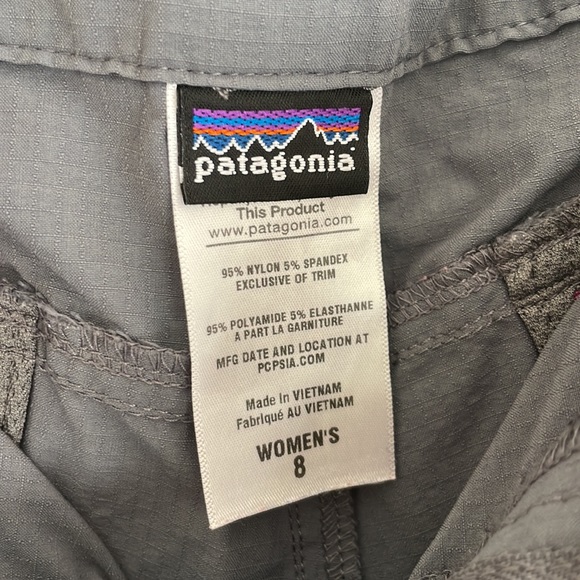 patagonia
This Product
www.patagonia.com
95% NYLON 5% SPANDEX
EXCLUSIVE OF TRIM
95% POLYAMIDE 5% ELASTHANNE
A PART LA GARNITURE
MFG DATE AND LOCATION AT
PCPSIA.COM
Made in VIETNAM
Fabriqué AU VIETNAM
WOMEN'S
8